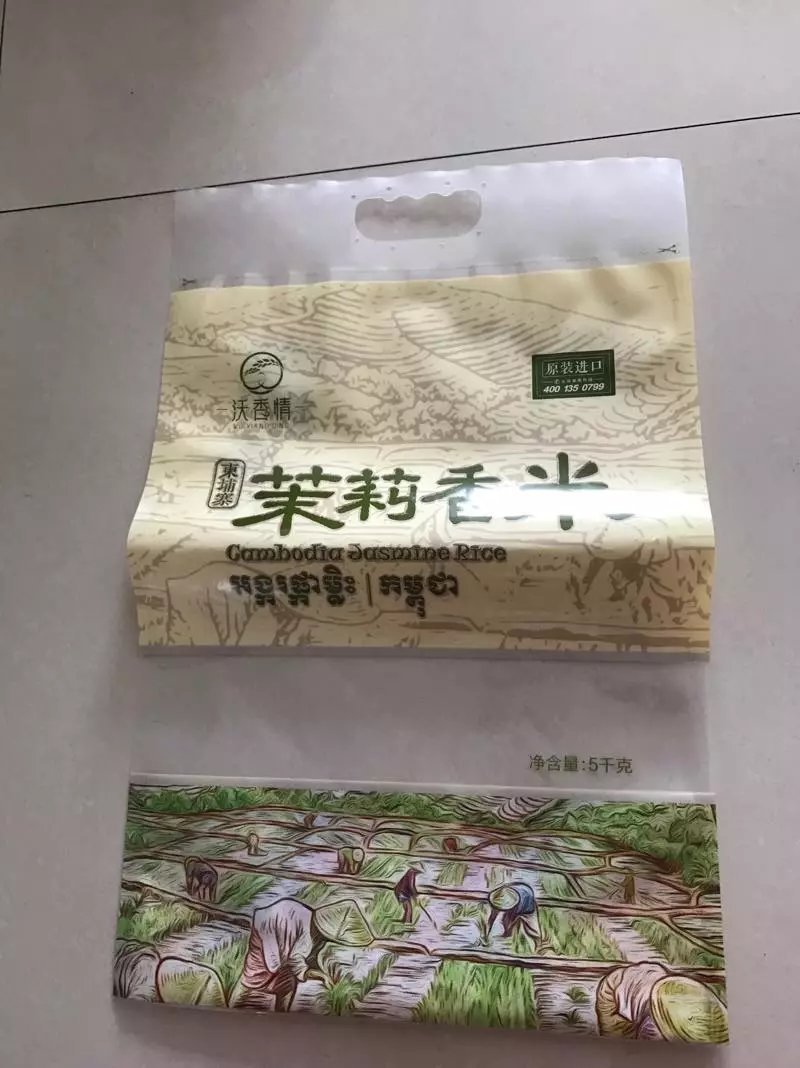 沃香情
WOXIANGQING
原装进口
400 135 0799
柬埔寨
茉莉香米
Cambodia Jasmine Rice
អង្ករផ្កាម្លិះ | កម្ពុជា
净含量:5千克